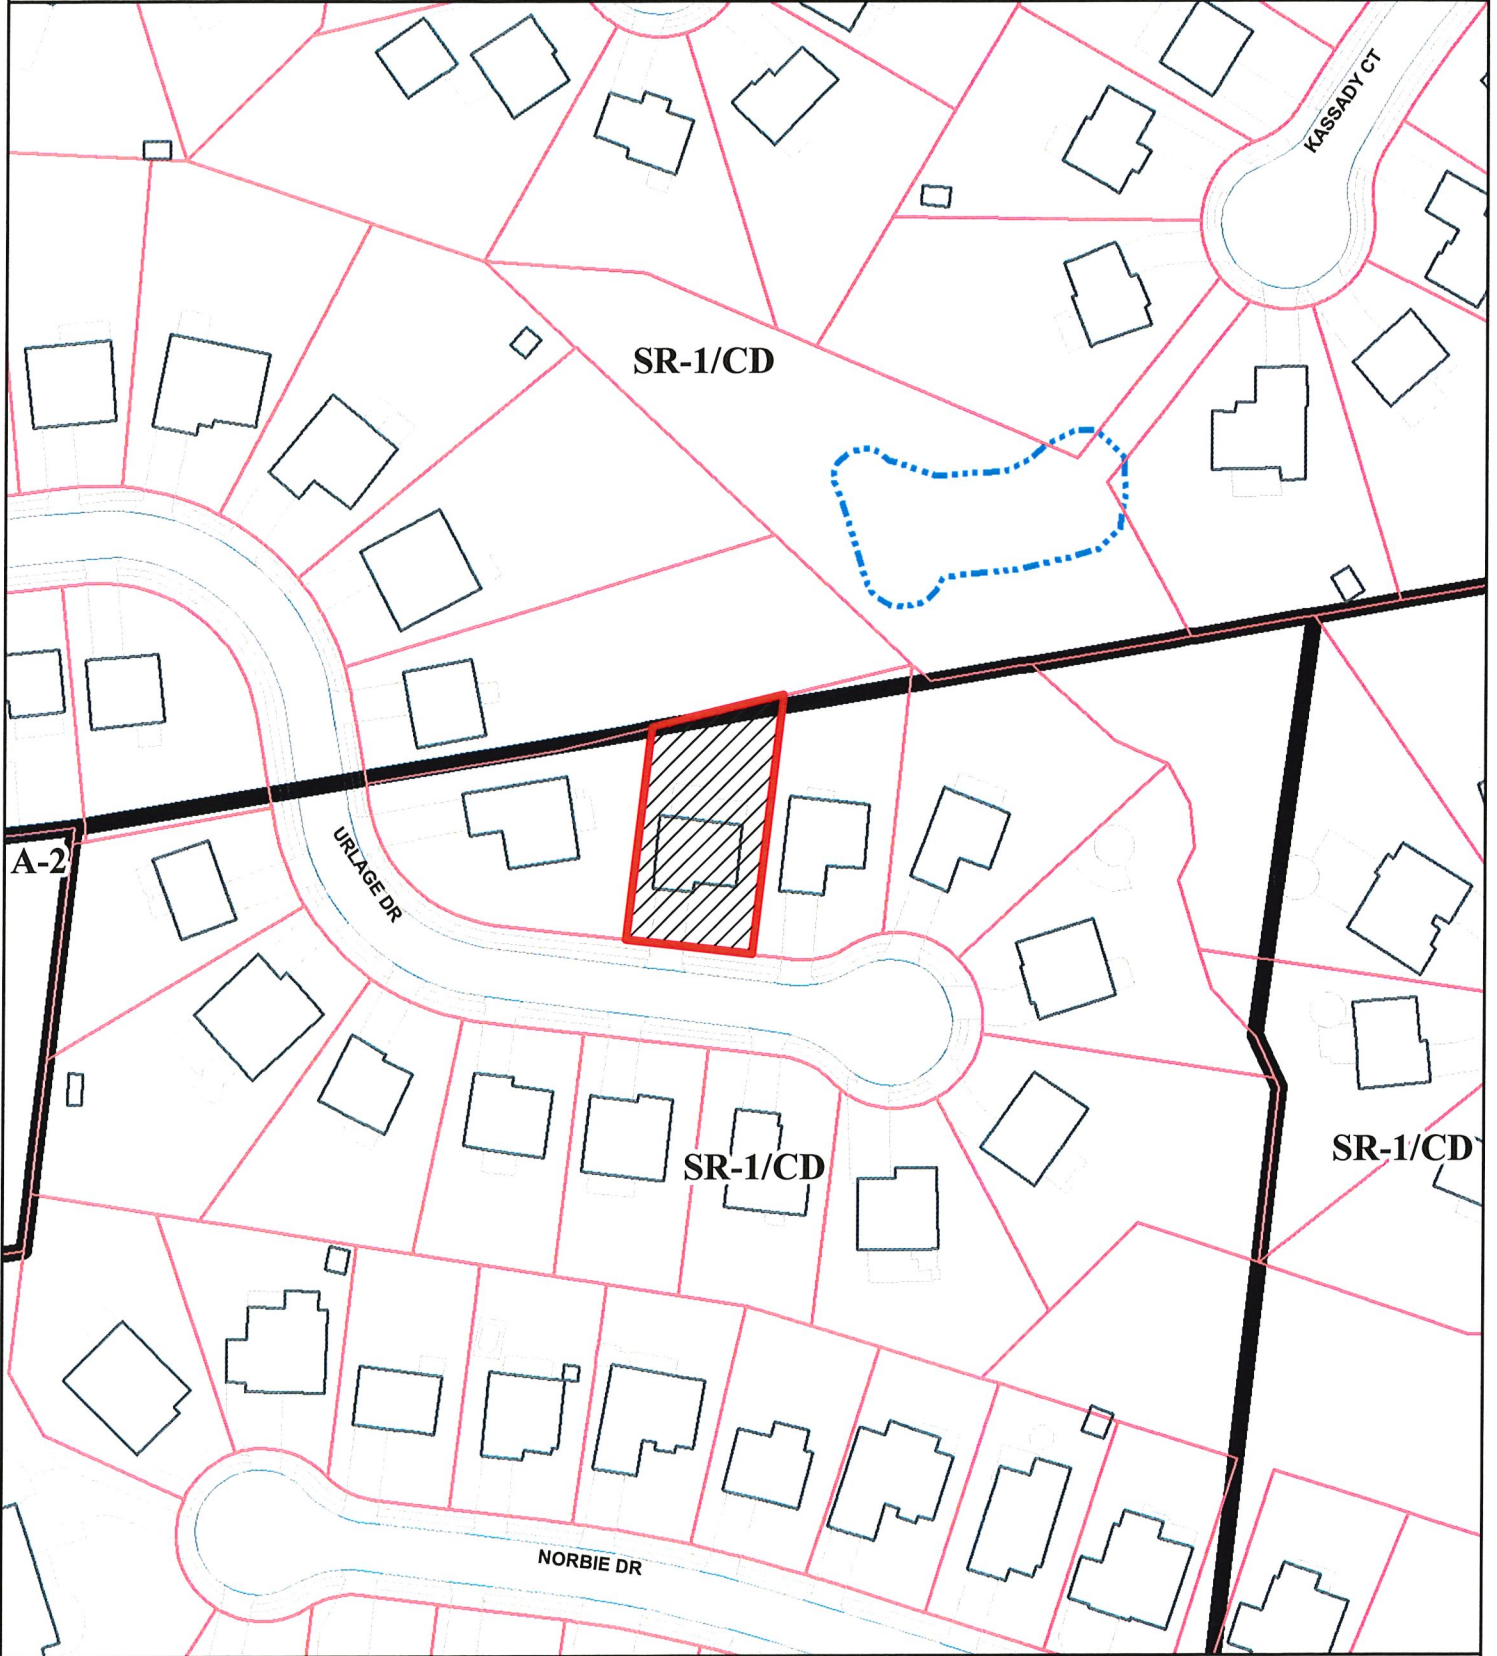 KASSADY CT
SR-1/CD
A-2
URLAGE DR
SR-1/CD
SR-1/CD
NORBIE DR